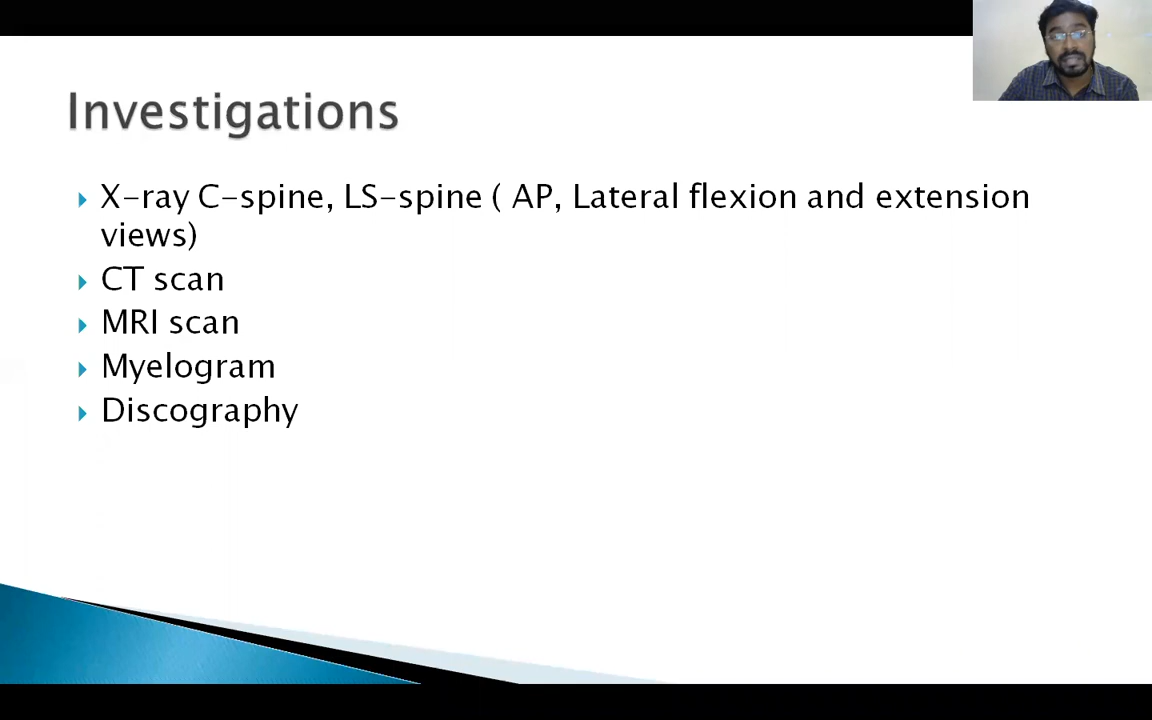 Investigations
X-ray C-spine, LS-spine ( AP, Lateral flexion and extension
views)
CT scan
MRI scan
Myelogram
Discography